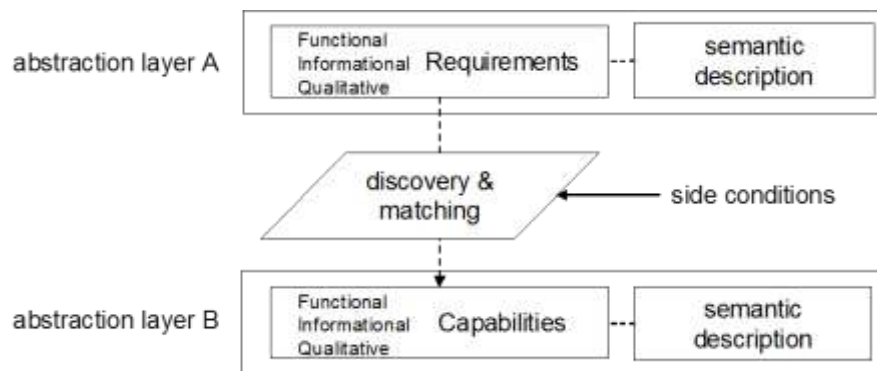 abstraction layer A
Functional
Informational
Qualitative
Requirements
semantic
description
discovery &
matching
side conditions
abstraction layer B
Functional
Informational
Qualitative
Capabilities
semantic
description